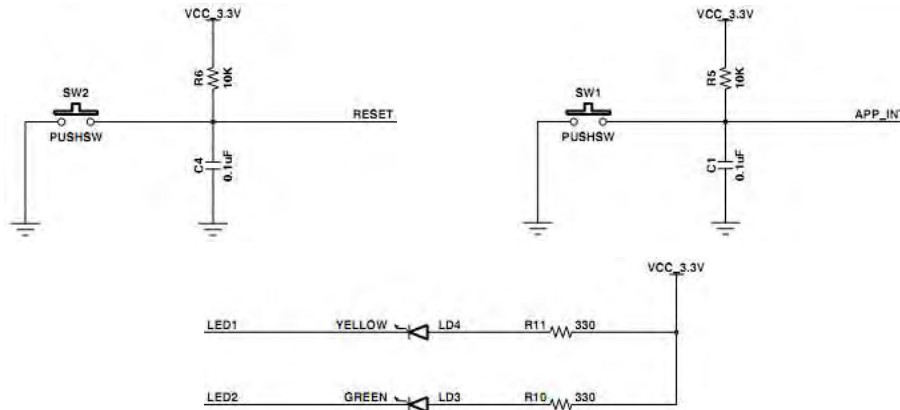 VCC_3.3V
R6
10K
SW2
PUSHSW
RESET
C4
0.1uF
VCC_3.3V
R5
10K
SW1
PUSHSW
APP_INT
C1
0.1uF
VCC_3.3V
LED1 YELLOW LD4 R11 330
LED2 GREEN LD3 R10 330